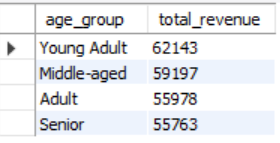 age_group total_revenue
Young Adult 62143
Middle-aged 59197
Adult 55978
Senior 55763